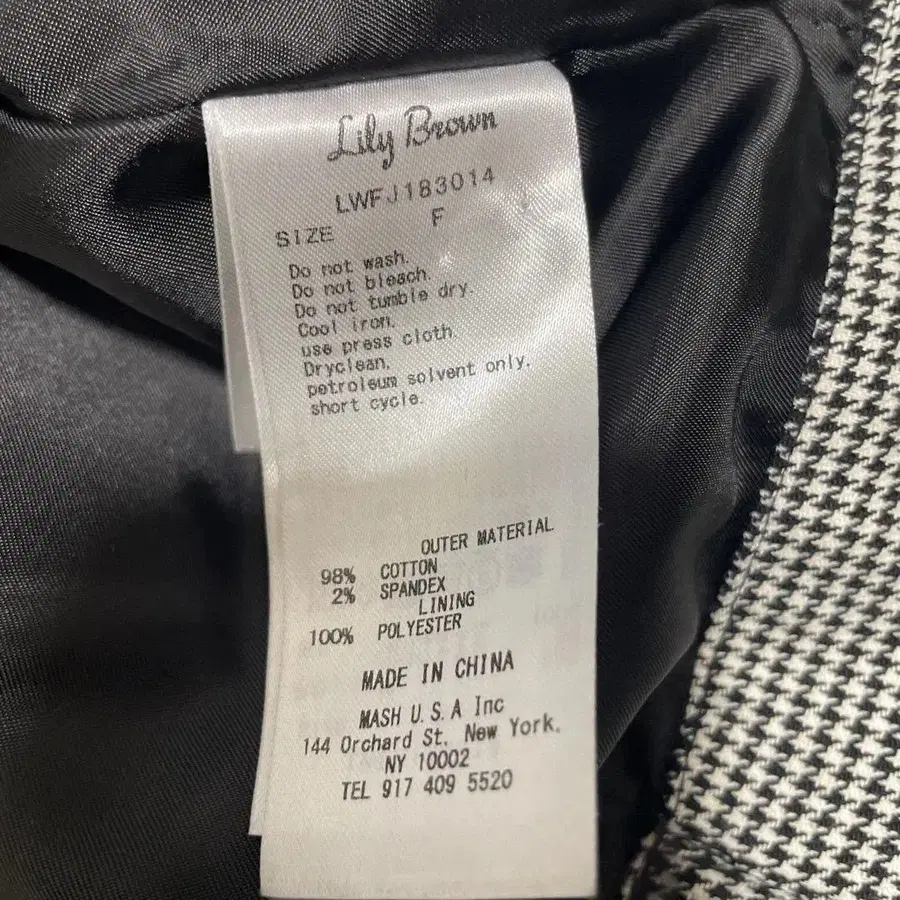 Lily Brown
LWFJ183014
SIZE F
Do not wash.
Do not bleach.
Do not tumble dry.
Cool iron.
use press cloth.
Dryclean.
petroleum solvent only.
short cycle.
OUTER MATERIAL
98% COTTON
2% SPANDEX
LINING
100% POLYESTER
MADE IN CHINA
MASH U.S.A Inc
144 Orchard St. New York.
NY 10002
TEL 917 409 5520